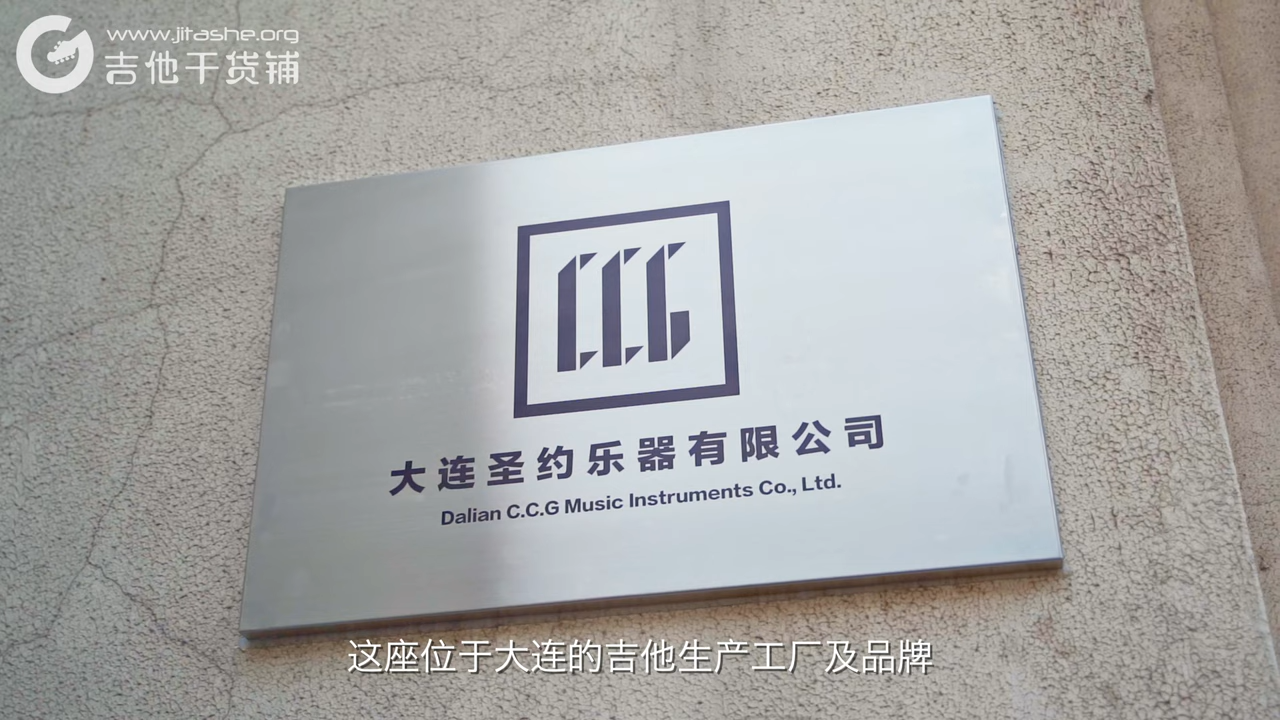 www.jitashe.org
吉他干货铺
CCG
大连圣约乐器有限公司
Dalian C.C.G Music Instruments Co., Ltd.
这座位于大连的吉他生产工厂及品牌